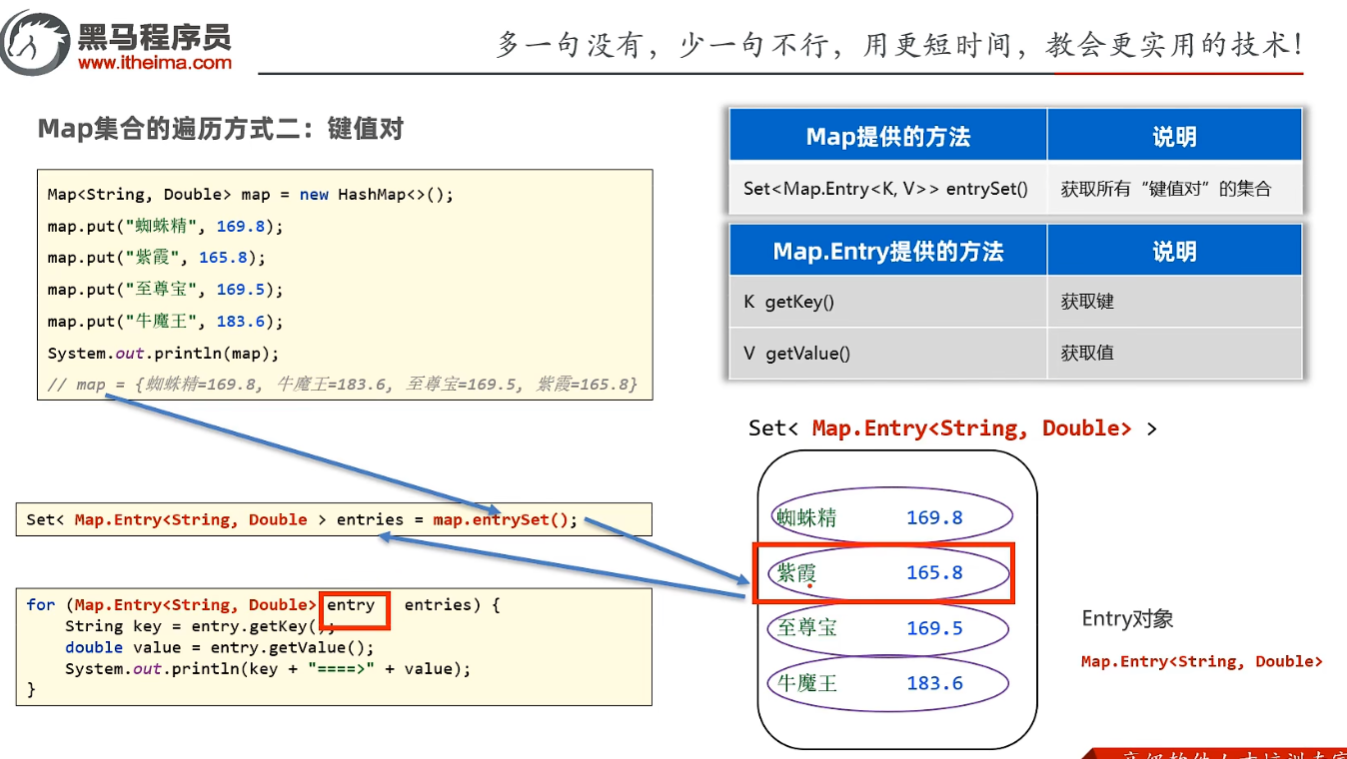 黑马程序员
www.itheima.com
多一句没有，少一句不行，用更短时间，教会更实用的技术！
Map集合的遍历方式二：键值对
Map<String, Double> map = new HashMap<>();
map.put("蜘蛛精", 169.8);
map.put("紫霞", 165.8);
map.put("至尊宝", 169.5);
map.put("牛魔王", 183.6);
System.out.println(map);
// map = {蜘蛛精=169.8, 牛魔王=183.6, 至尊宝=169.5, 紫霞=165.8}
Set< Map.Entry<String, Double > entries = map.entrySet();
for (Map.Entry<String, Double> entry entries) {
String key = entry.getKey();
double value = entry.getValue();
System.out.println(key + "====>" + value);
}
Map提供的方法 说明
Set<Map.Entry<K, V>> entrySet() 获取所有“键值对”的集合
Map.Entry提供的方法 说明
K getKey() 获取键
V getValue() 获取值
Set< Map.Entry<String, Double> >
蜘蛛精 169.8
紫霞 165.8
至尊宝 169.5
牛魔王 183.6
Entry对象
Map.Entry<String, Double>